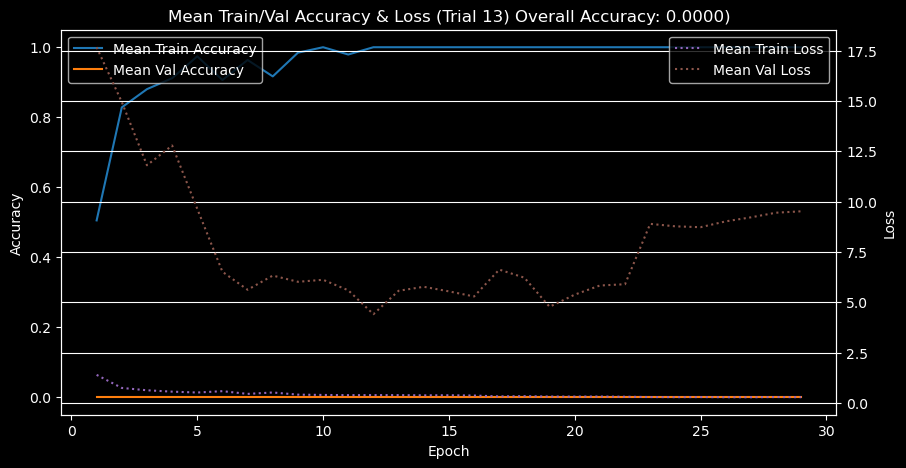 Mean Train/Val Accuracy & Loss (Trial 13) Overall Accuracy: 0.0000)
Mean Train Accuracy
Mean Val Accuracy
Mean Train Loss
Mean Val Loss
1.0
0.8
0.6
0.4
0.2
0.0
Accuracy
17.5
15.0
12.5
10.0
7.5
5.0
2.5
0.0
Loss
0 5 10 15 20 25 30
Epoch